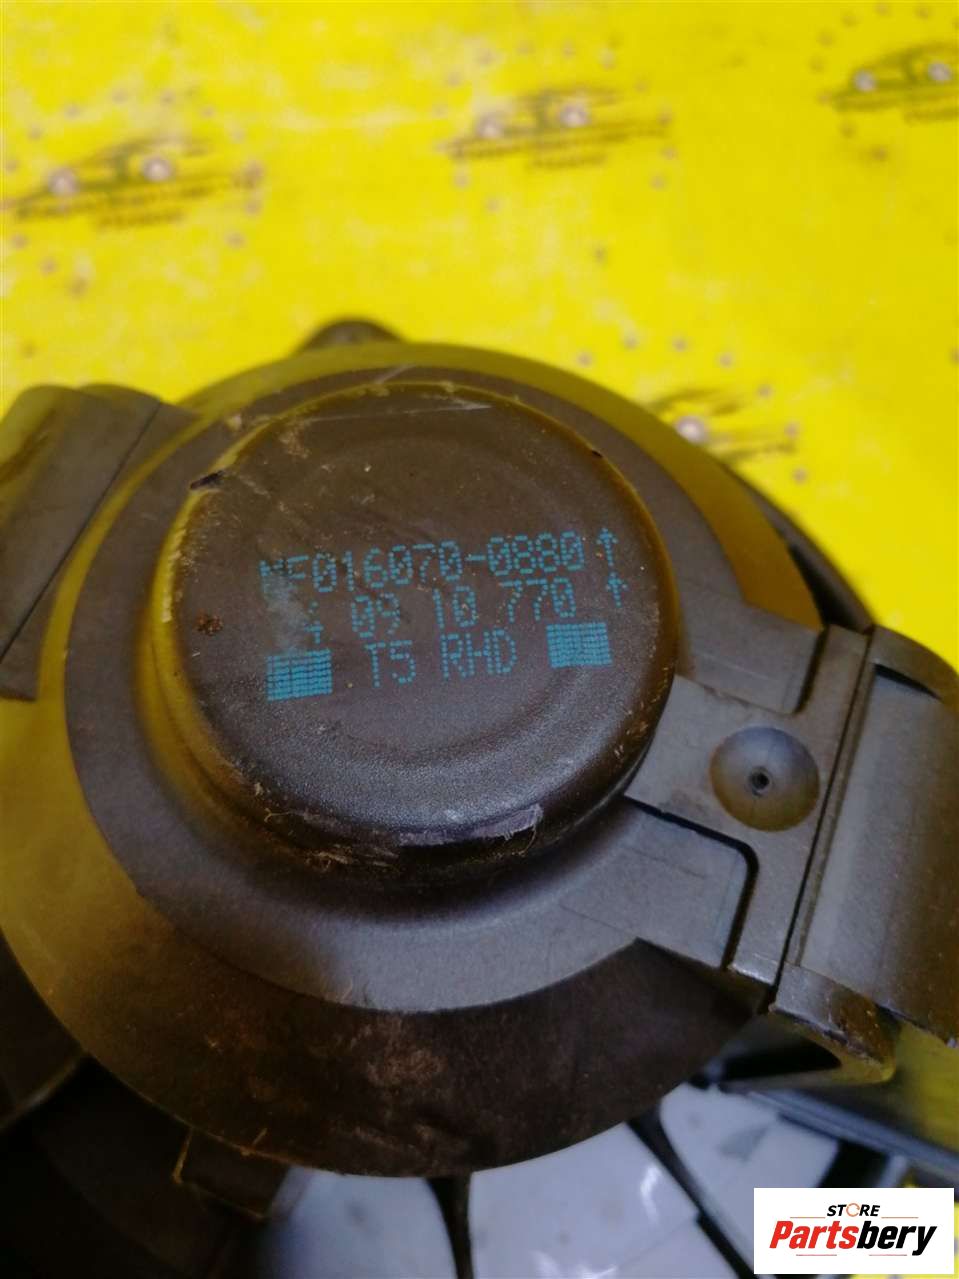 MF016070-0880↑
09 10 770 ↑
T5 RHD
STORE
Partsbery